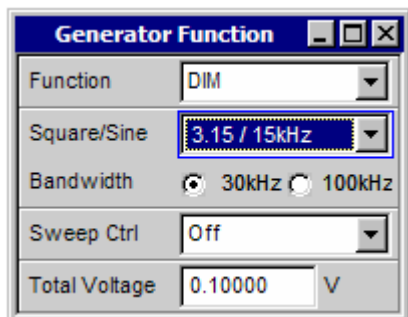 Generator Function
Function DIM
Square/Sine 3.15 / 15kHz
Bandwidth 30kHz 100kHz
Sweep Ctrl Off
Total Voltage 0.10000 V